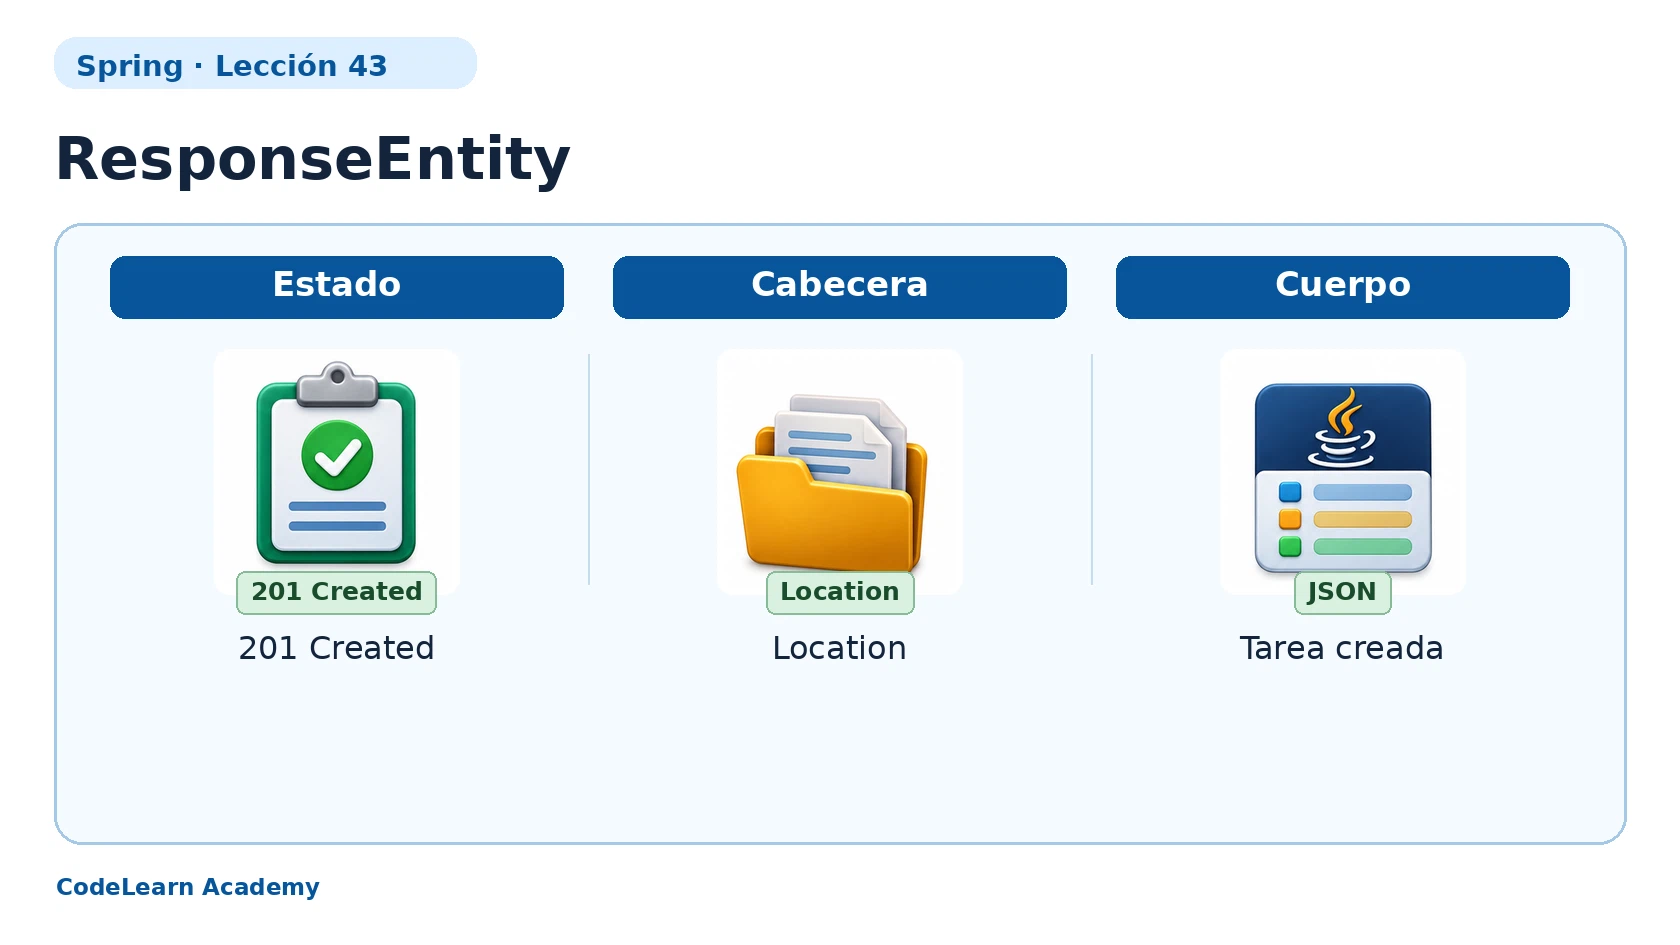 Spring · Lección 43
ResponseEntity
Estado
Cabecera
Cuerpo
201 Created
Location
JSON
201 Created
Location
Tarea creada
CodeLearn Academy